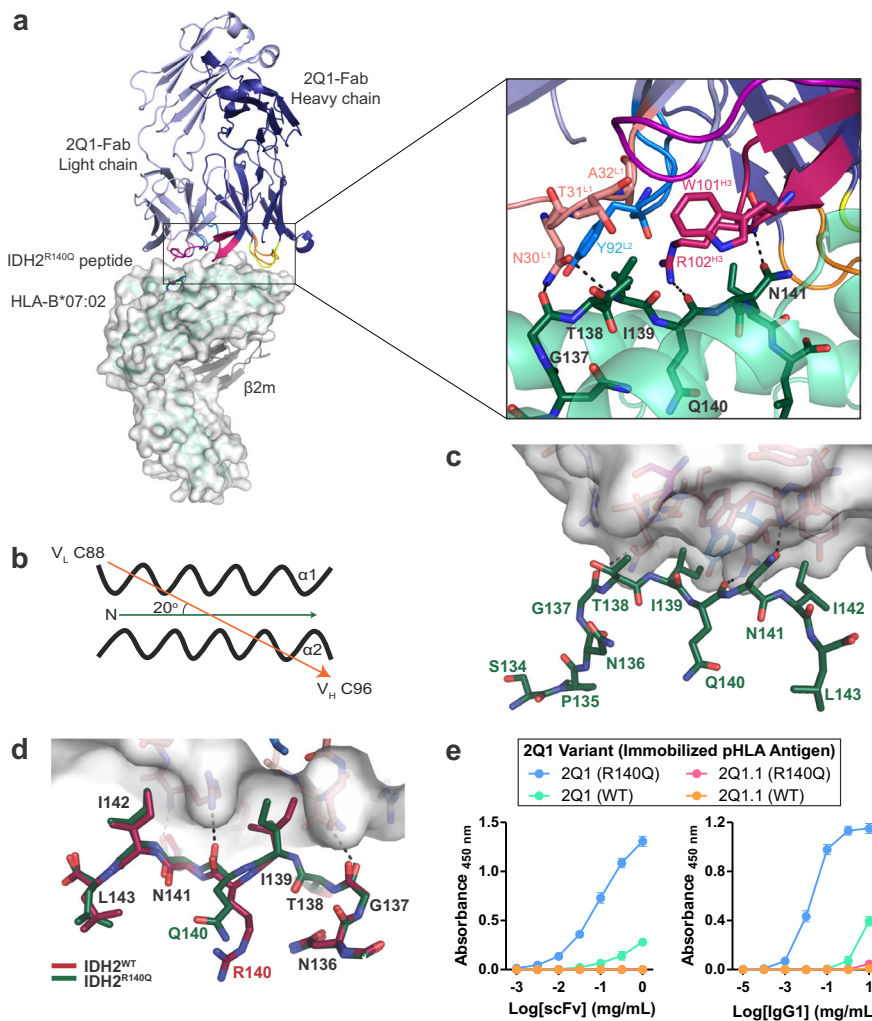 a
2Q1-Fab
Heavy chain
2Q1-Fab
Light chain
IDH2R140Q peptide
HLA-B*07:02
β2m
A32L1
T31L1
W101H3
N30L1
Y92L2
R102H3
N141
T138
I139
G137
Q140
b
VL C88
α1
N
20°
α2
VH C96
c
G137
T138
I139
I142
N141
S134
N136
Q140
P135
L143
d
I142
L143
N141
I139
T138
G137
Q140
N136
R140
IDH2WT
IDH2R140Q
e
2Q1 Variant (Immobilized pHLA Antigen)
2Q1 (R140Q)
2Q1.1 (R140Q)
2Q1 (WT)
2Q1.1 (WT)
Absorbance 450 nm
1.5
1.0
0.5
0.0
-3 -2 -1 0
Log[scFv] (mg/mL)
Absorbance 450 nm
1.2
0.8
0.4
0.0
-5 -3 -1 1
Log[IgG1] (mg/mL)